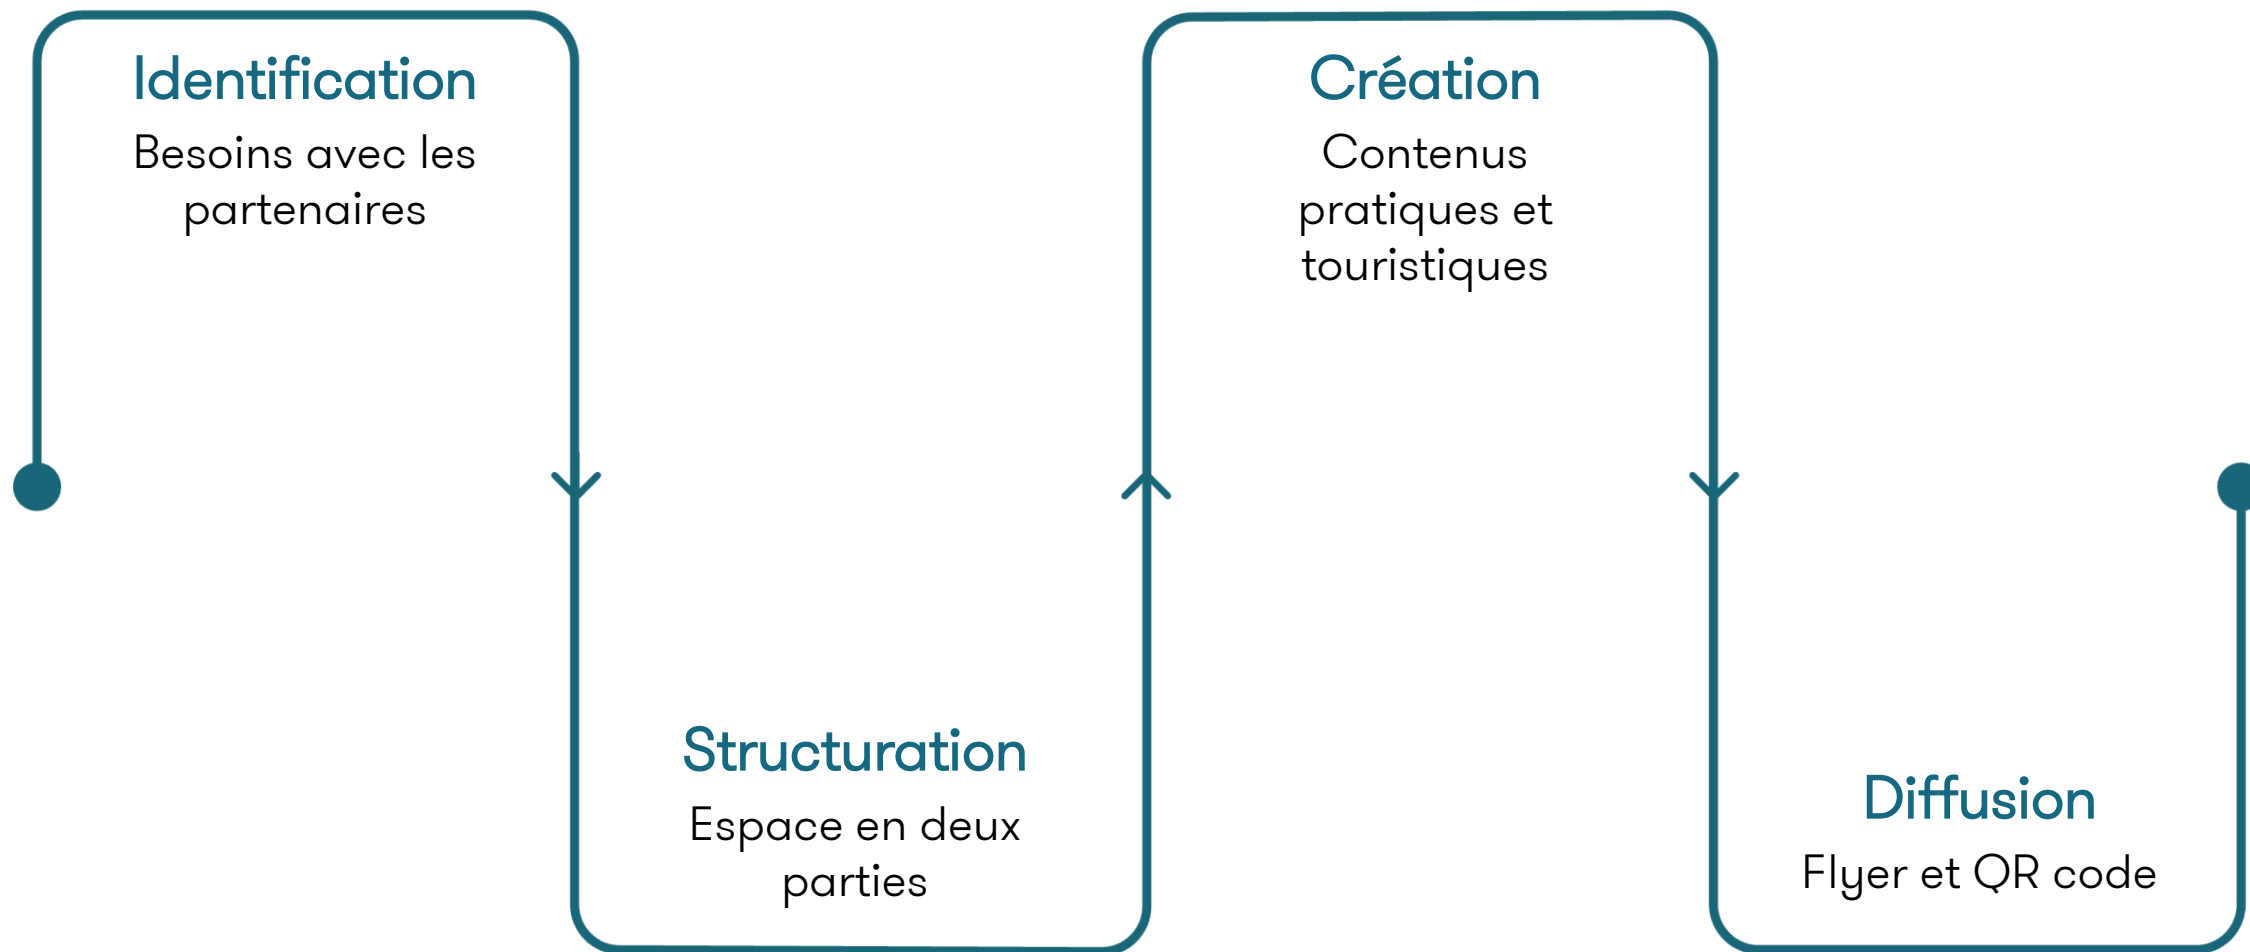 Identification
Besoins avec les
partenaires
Structuration
Espace en deux
parties
Création
Contenus
pratiques et
touristiques
Diffusion
Flyer et QR code